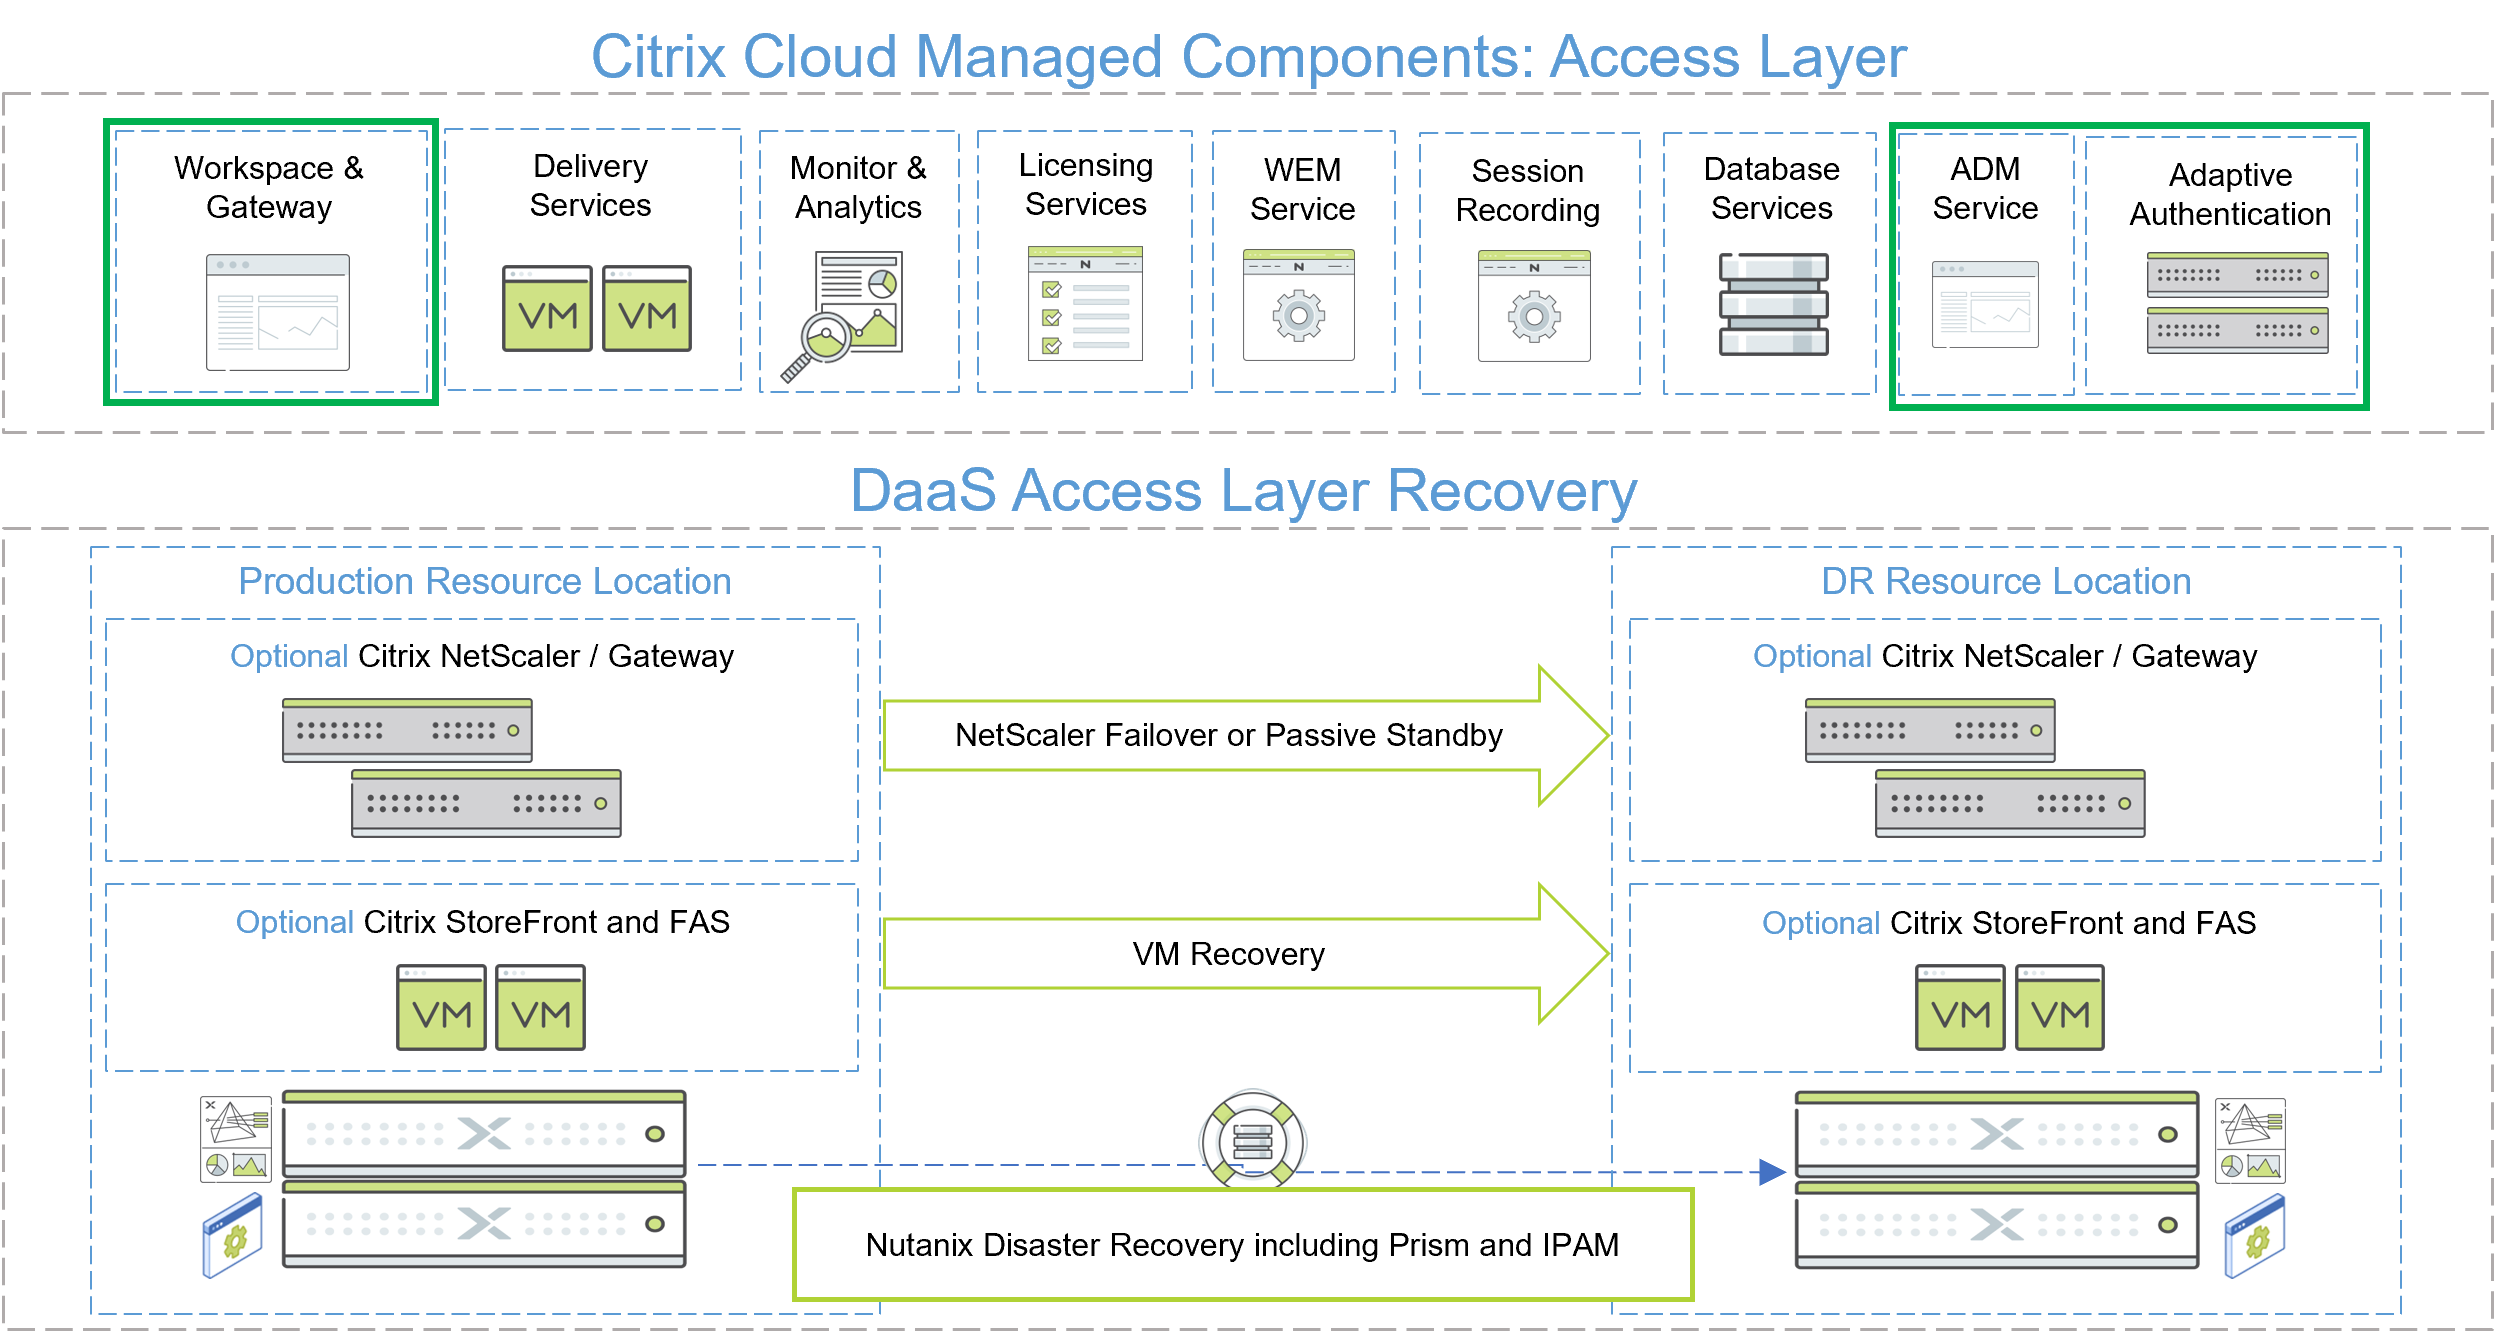 Citrix Cloud Managed Components: Access Layer
Workspace &
Gateway
Delivery
Services
VM VM
Monitor &
Analytics
Licensing
Services
N
WEM
Service
N
Session
Recording
N
Database
Services
ADM
Service
Adaptive
Authentication
DaaS Access Layer Recovery
Production Resource Location
Optional Citrix NetScaler / Gateway
NetScaler Failover or Passive Standby
DR Resource Location
Optional Citrix NetScaler / Gateway
Optional Citrix StoreFront and FAS
VM VM
VM Recovery
Optional Citrix StoreFront and FAS
VM VM
Nutanix Disaster Recovery including Prism and IPAM